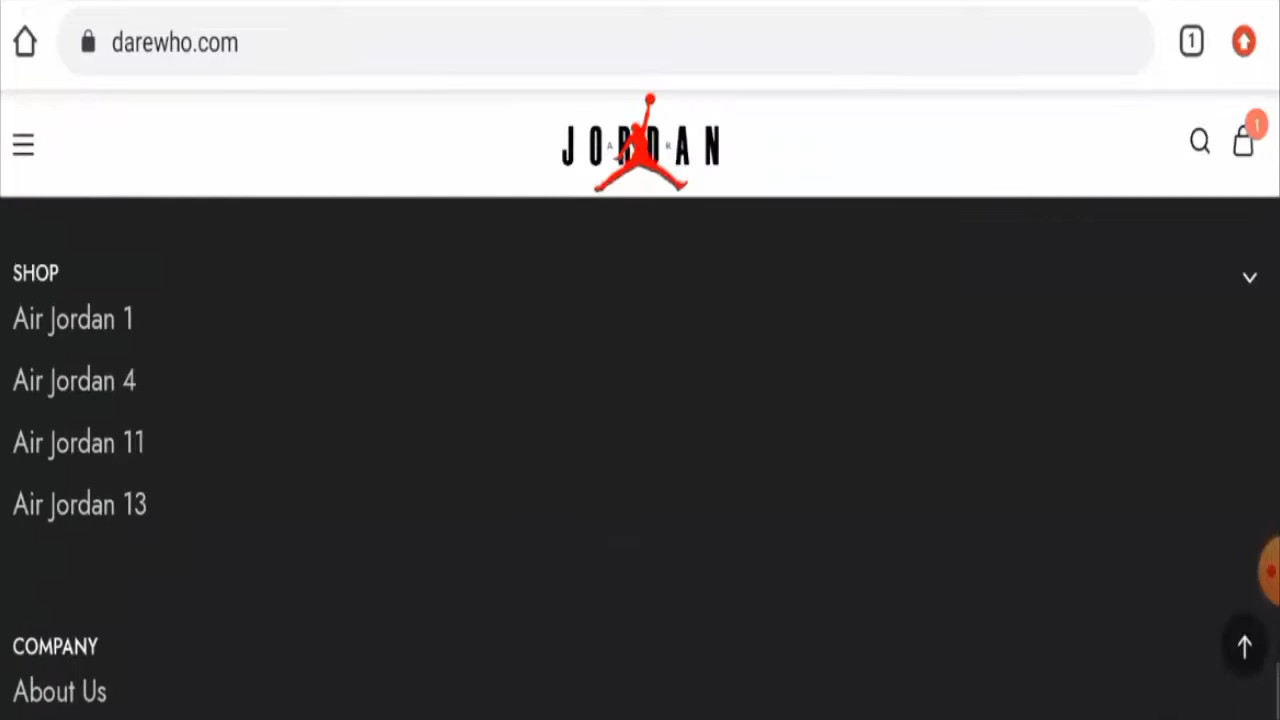 darewho.com
1
JORDAN
1
SHOP
Air Jordan 1
Air Jordan 4
Air Jordan 11
Air Jordan 13
COMPANY
About Us